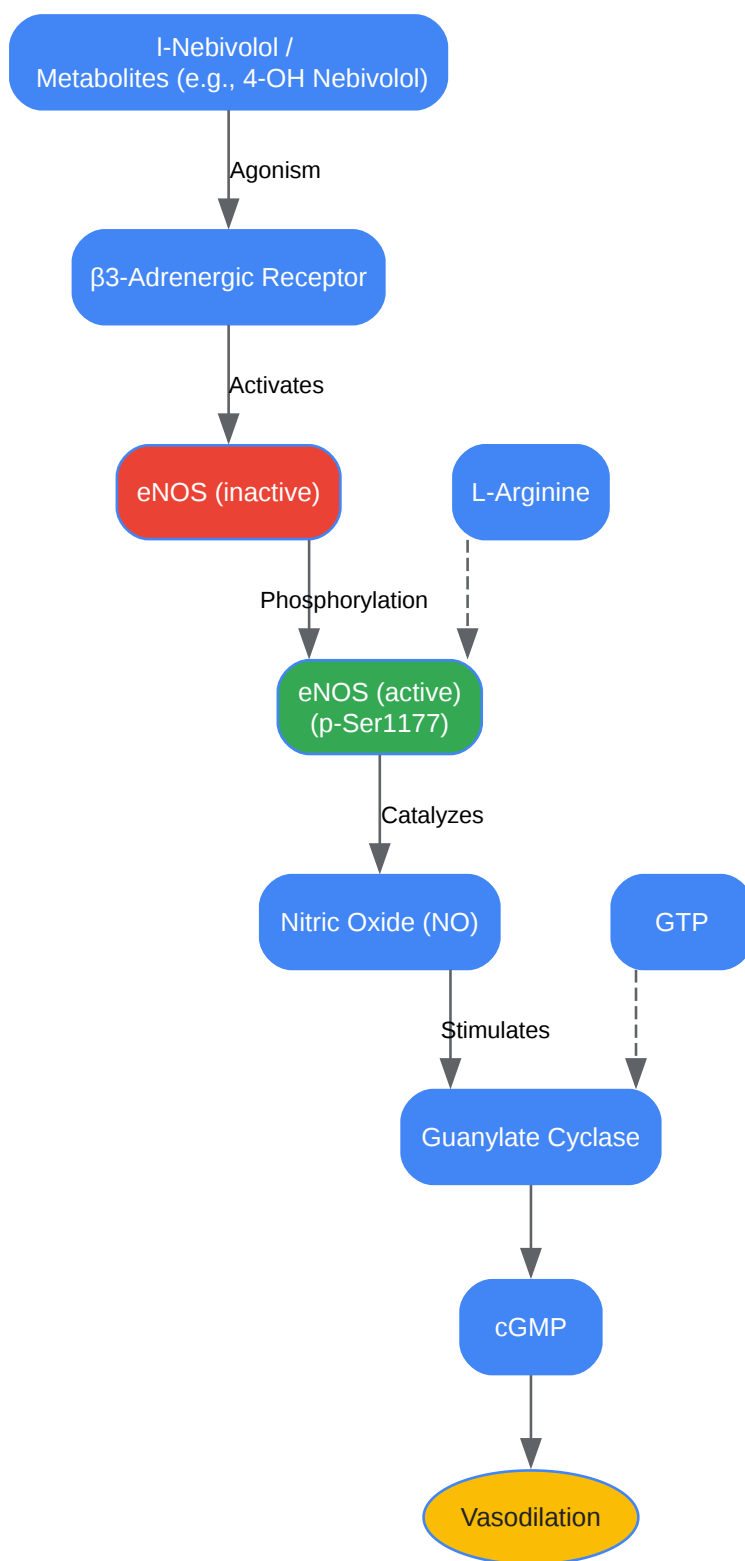 l-Nebivolol /
Metabolites (e.g., 4-OH Nebivolol)
Agonism
β3-Adrenergic Receptor
Activates
eNOS (inactive)
L-Arginine
Phosphorylation
eNOS (active)
(p-Ser1177)
Catalyzes
Nitric Oxide (NO)
GTP
Stimulates
Guanylate Cyclase
cGMP
Vasodilation